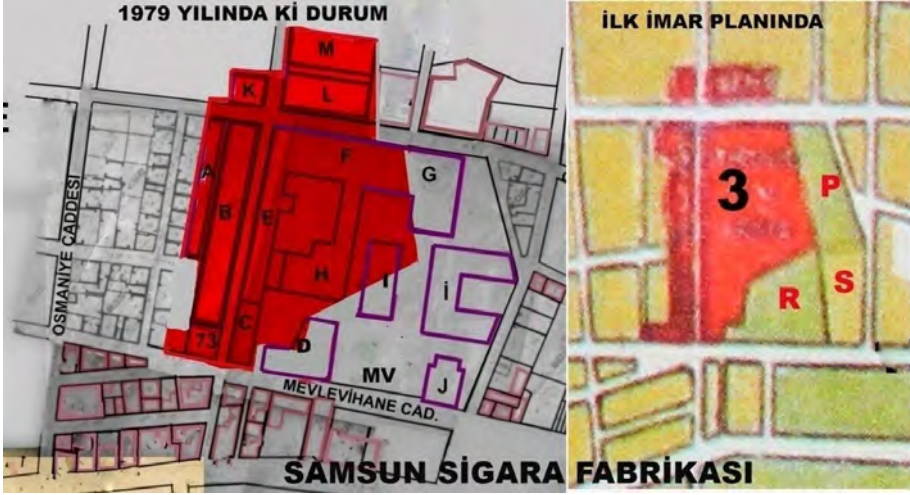 1979 YILINDA Kİ DURUM
İLK İMAR PLANINDA
M
K
L
F
G
A
B
E
H
I
İ
C
73
D
MV
J
OSMANİYE CADDESİ
MEVLEVİHANE CAD.
3
P
R
S
SAMSUN SİGARA FABRİKASI